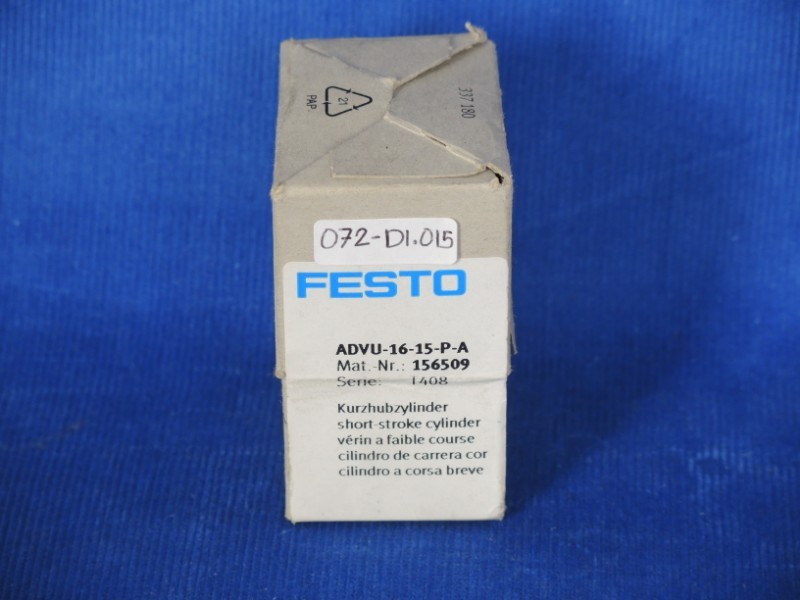 21
PAP.
337 180
072-D1.015
FESTO
ADVU-16-15-P-A
Mat.-Nr.: 156509
Serie: L408
Kurzhubzylinder
short-stroke cylinder
vérin a faible course
cilindro de carrera cor
cilindro a corsa breve